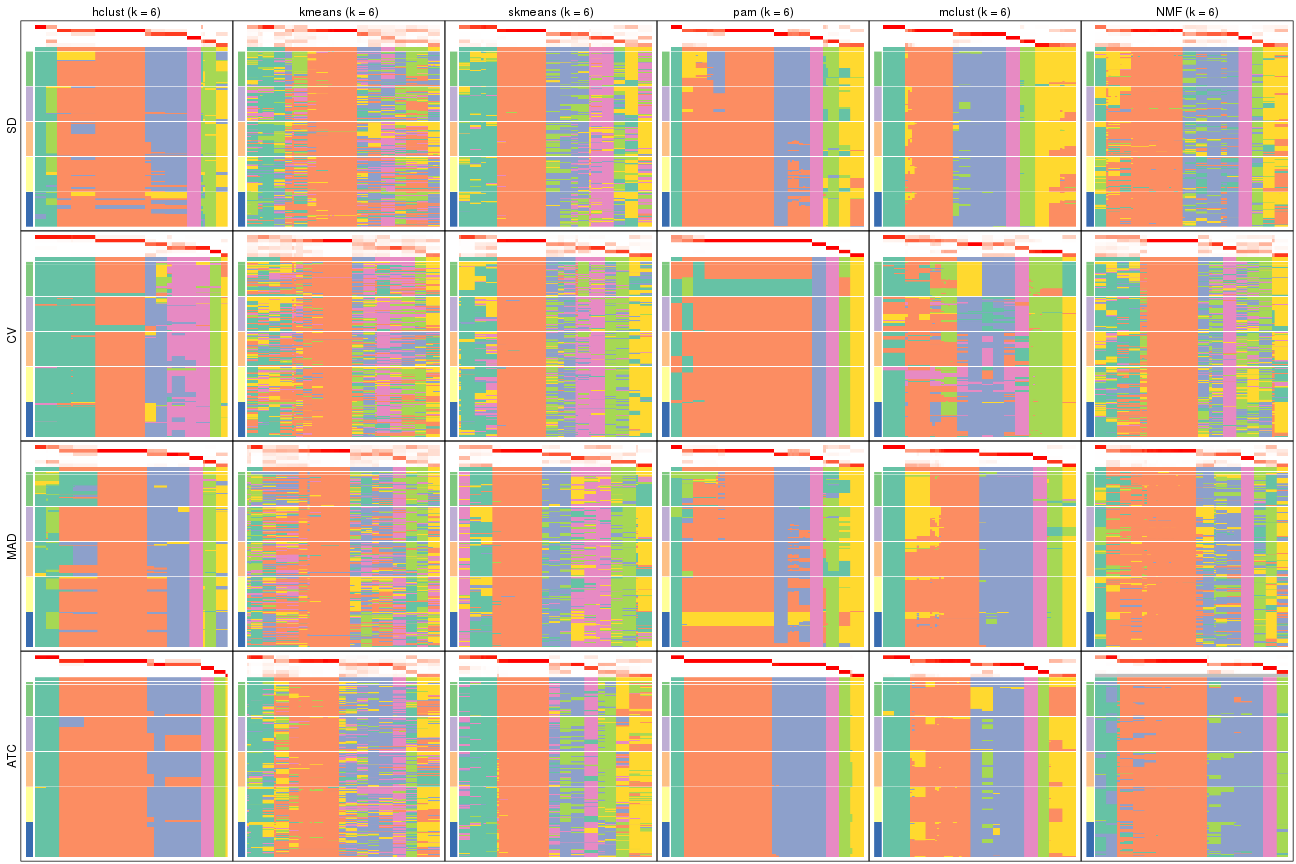 hclust (k = 6) kmeans (k = 6) skmeans (k = 6) pam (k = 6) mclust (k = 6) NMF (k = 6)
SD
CV
MAD
ATC